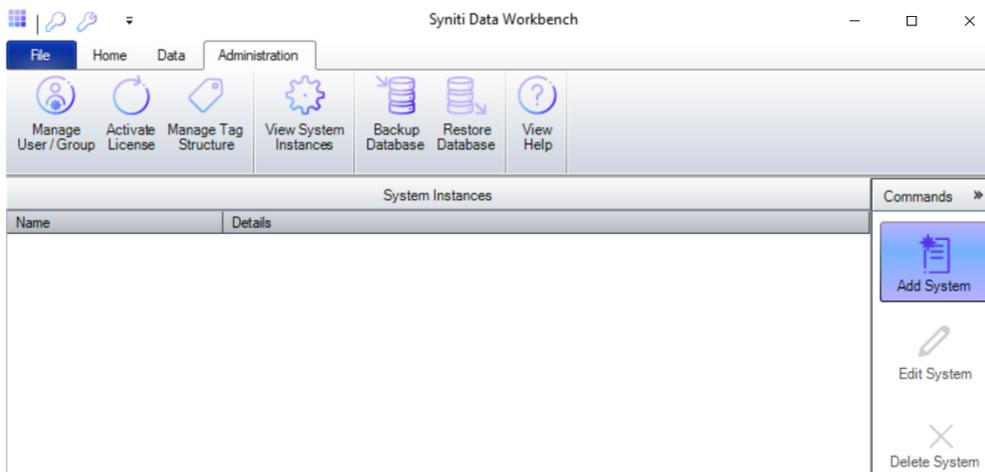 Syniti Data Workbench
File Home Data Administration
Manage User / Group
Activate License
Manage Tag Structure
View System Instances
Backup Database
Restore Database
View Help
System Instances
Commands »
Name Details
Add System
Edit System
Delete System